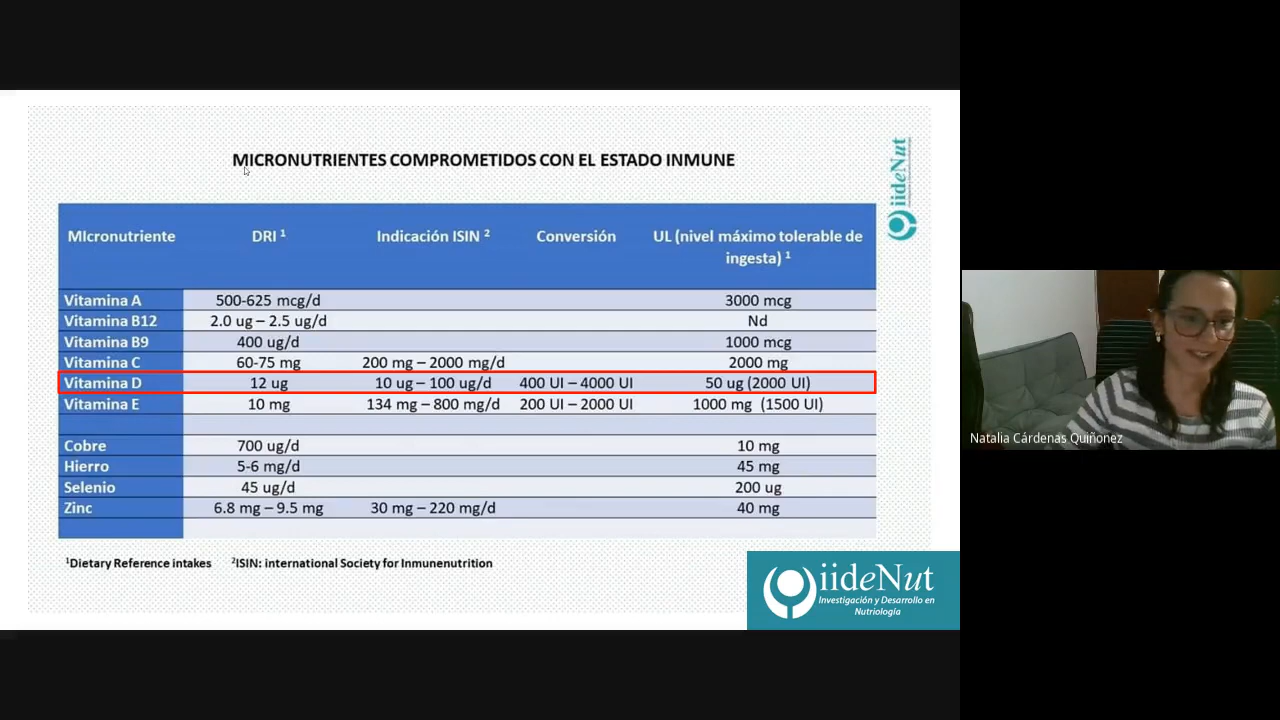 MICRONUTRIENTES COMPROMETIDOS CON EL ESTADO INMUNE
iideNut
MIcronutriente DRI ¹ Indicación ISIN ² Conversión UL (nivel máximo tolerable de
ingesta) ¹
Vitamina A 500-625 mcg/d 3000 mcg
Vitamina B12 2.0 ug – 2.5 ug/d Nd
Vitamina B9 400 ug/d 1000 mcg
Vitamina C 60-75 mg 200 mg – 2000 mg/d 2000 mg
Vitamina D 12 ug 10 ug – 100 ug/d 400 UI – 4000 UI 50 ug (2000 UI)
Vitamina E 10 mg 134 mg – 800 mg/d 200 UI – 2000 UI 1000 mg (1500 UI)
Cobre 700 ug/d 10 mg
Hierro 5-6 mg/d 45 mg
Selenio 45 ug/d 200 ug
Zinc 6.8 mg – 9.5 mg 30 mg – 220 mg/d 40 mg
¹Dietary Reference intakes ²ISIN: international Society for Inmunenutrition
iideNut
Investigación y Desarrollo en
Nutriología
Natalia Cárdenas Quiñonez